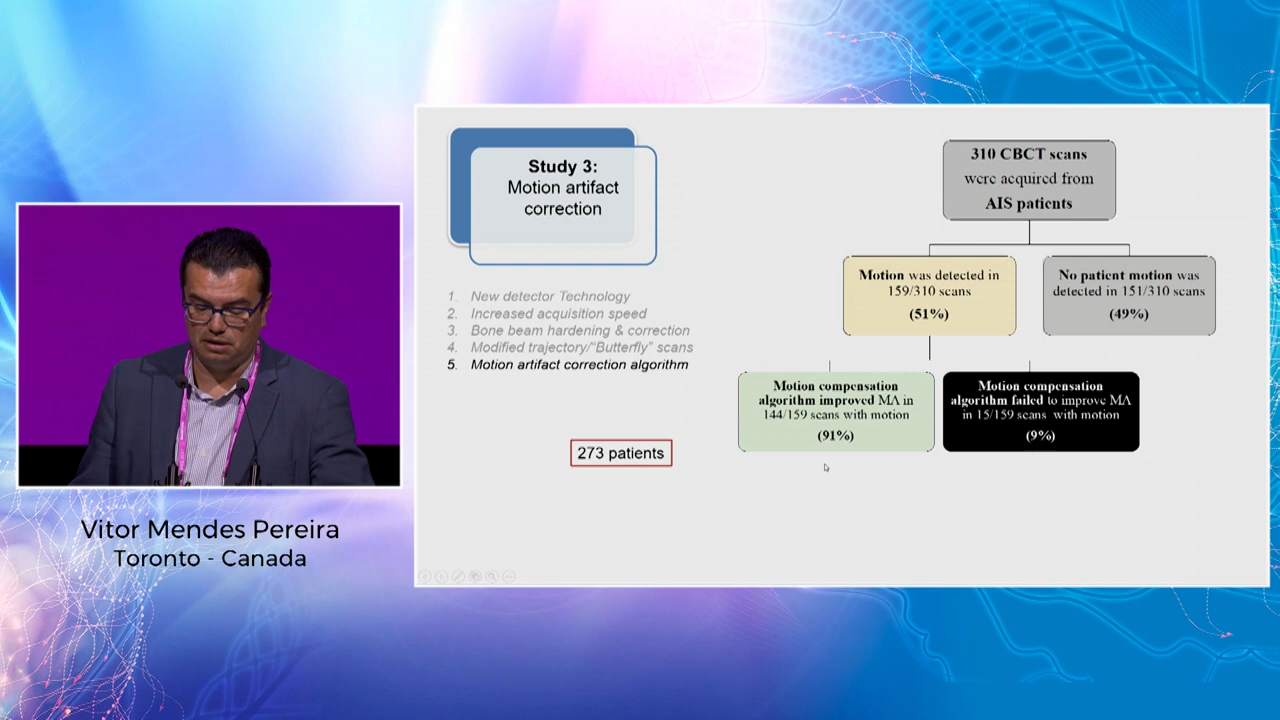 Study 3:
Motion artifact
correction
1. New detector Technology
2. Increased acquisition speed
3. Bone beam hardening & correction
4. Modified trajectory/"Butterfly" scans
5. Motion artifact correction algorithm
273 patients
310 CBCT scans
were acquired from
AIS patients
Motion was detected in
159/310 scans
(51%)
No patient motion was
detected in 151/310 scans
(49%)
Motion compensation
algorithm improved MA in
144/159 scans with motion
(91%)
Motion compensation
algorithm failed to improve MA
in 15/159 scans with motion
(9%)
Vitor Mendes Pereira
Toronto - Canada